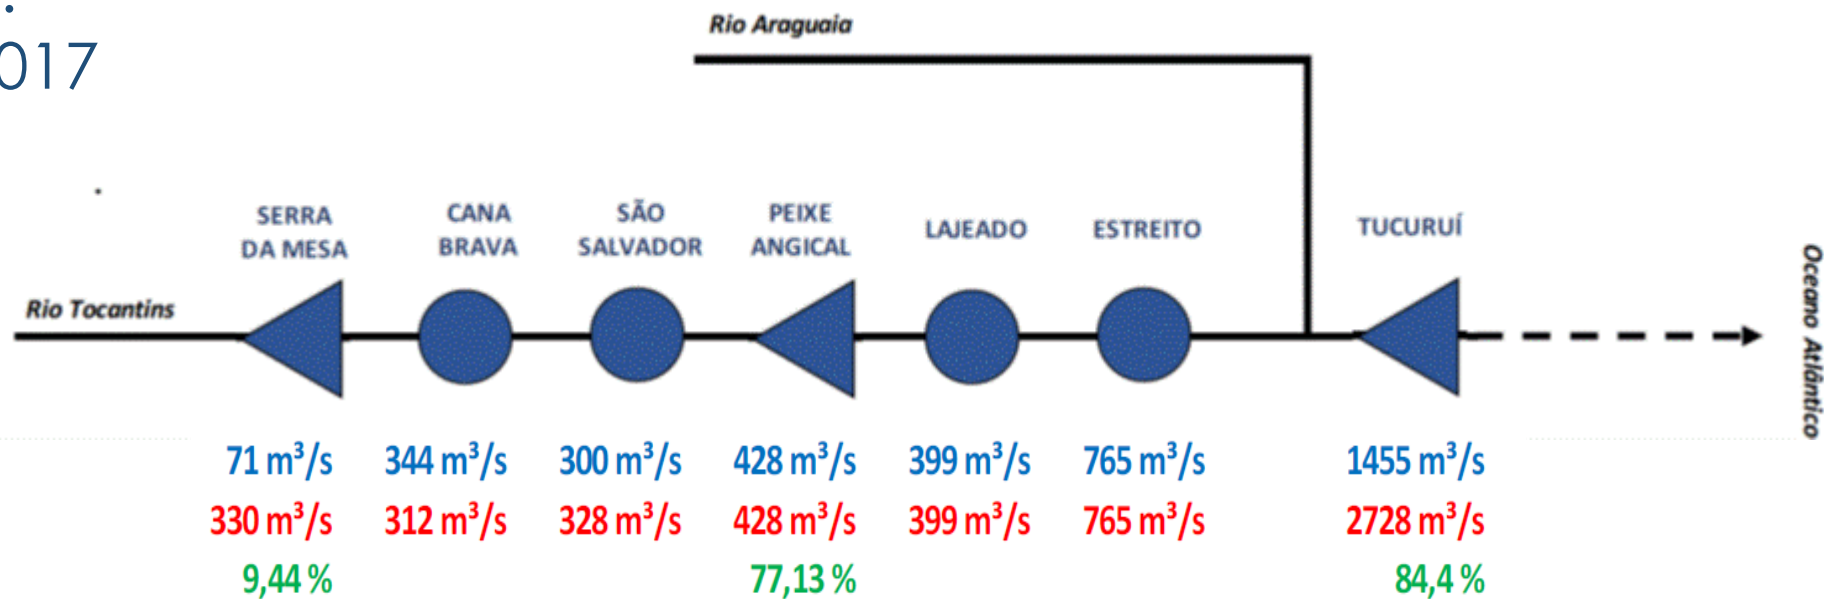 017
Rio Araguaia
SERRA
DA MESA
CANA
BRAVA
SÃO
SALVADOR
PEIXE
ANGICAL
LAJEADO
ESTREITO
TUCURUÍ
Rio Tocantins
Oceano Atlântico
71 m³/s 344 m³/s 300 m³/s 428 m³/s 399 m³/s 765 m³/s 1455 m³/s
330 m³/s 312 m³/s 328 m³/s 428 m³/s 399 m³/s 765 m³/s 2728 m³/s
9,44 % 77,13 % 84,4 %